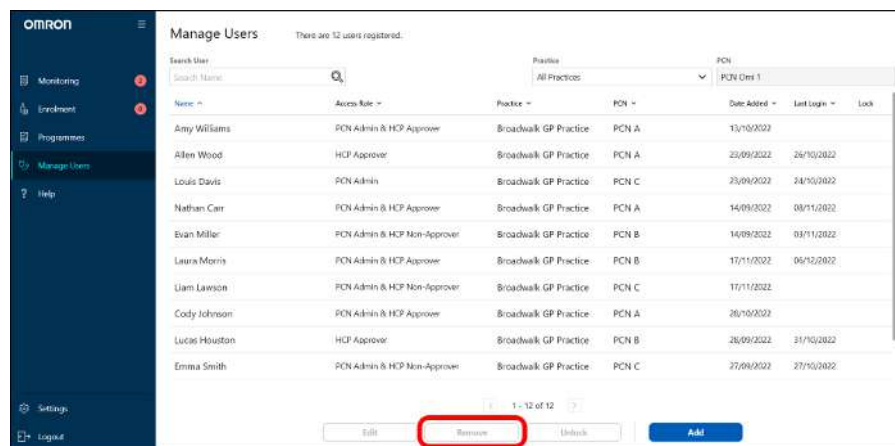 OMRON
Manage Users
There are 12 users registered.
Search User
Practice
PCN
Search Name
All Practices
PCN Omi 1
Monitoring
Enrolment
Programmes
Manage Users
Help
Name
Access Role
Practice
PCN
Date Added
Last Login
Lock
Amy Williams PCN Admin & HCP Approver Broadwalk GP Practice PCN A 13/10/2022
Allen Wood HCP Approver Broadwalk GP Practice PCN A 23/09/2022 26/10/2022
Louis Davis PCN Admin Broadwalk GP Practice PCN C 23/09/2022 24/10/2022
Nathan Carr PCN Admin & HCP Approver Broadwalk GP Practice PCN A 14/09/2022 08/11/2022
Evan Miller PCN Admin & HCP Non-Approver Broadwalk GP Practice PCN B 14/09/2022 03/11/2022
Laura Morris PCN Admin & HCP Approver Broadwalk GP Practice PCN B 17/11/2022 06/12/2022
Liam Lawson PCN Admin & HCP Non-Approver Broadwalk GP Practice PCN C 17/11/2022
Cody Johnson PCN Admin & HCP Approver Broadwalk GP Practice PCN A 28/10/2022
Lucas Houston HCP Approver Broadwalk GP Practice PCN B 28/09/2022 31/10/2022
Emma Smith PCN Admin & HCP Non-Approver Broadwalk GP Practice PCN C 27/09/2022 27/10/2022
1 - 12 of 12
Settings
Logout
Edit
Remove
Unlock
Add